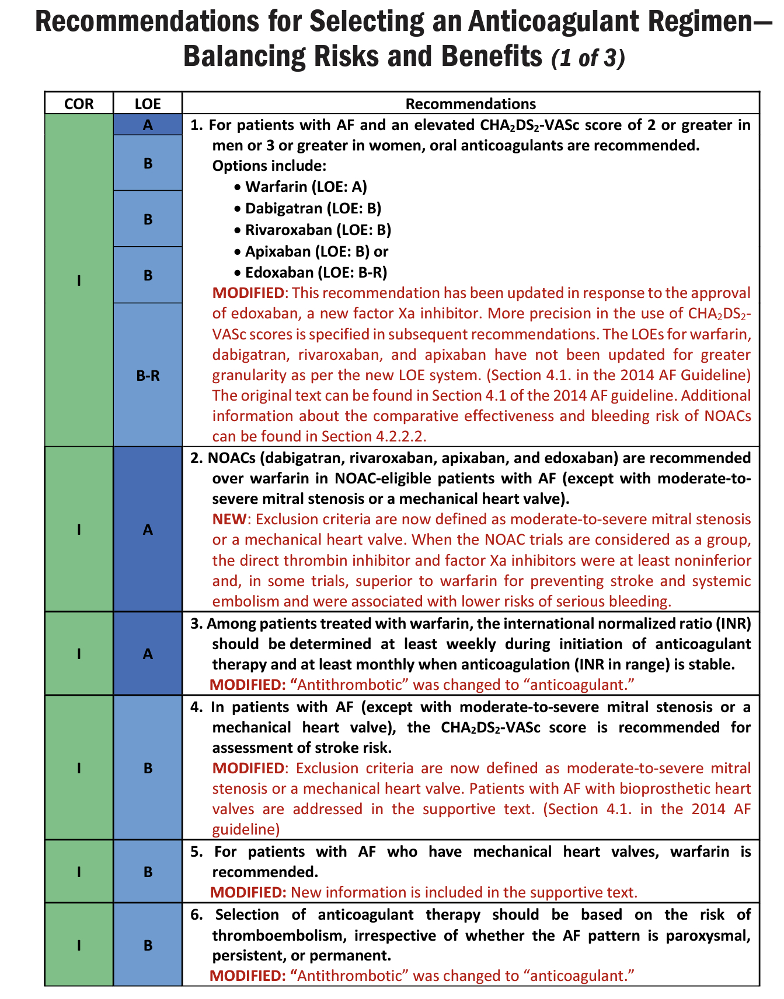 Recommendations for Selecting an Anticoagulant Regimen—
Balancing Risks and Benefits (1 of 3)
COR LOE Recommendations
I
A
B
B
B
B-R
1. For patients with AF and an elevated CHA₂DS₂-VASc score of 2 or greater in
men or 3 or greater in women, oral anticoagulants are recommended.
Options include:
• Warfarin (LOE: A)
• Dabigatran (LOE: B)
• Rivaroxaban (LOE: B)
• Apixaban (LOE: B) or
• Edoxaban (LOE: B-R)
MODIFIED: This recommendation has been updated in response to the approval
of edoxaban, a new factor Xa inhibitor. More precision in the use of CHA₂DS₂-
VASc scores is specified in subsequent recommendations. The LOEs for warfarin,
dabigatran, rivaroxaban, and apixaban have not been updated for greater
granularity as per the new LOE system. (Section 4.1. in the 2014 AF Guideline)
The original text can be found in Section 4.1 of the 2014 AF guideline. Additional
information about the comparative effectiveness and bleeding risk of NOACs
can be found in Section 4.2.2.2.
I
A
2. NOACs (dabigatran, rivaroxaban, apixaban, and edoxaban) are recommended
over warfarin in NOAC-eligible patients with AF (except with moderate-to-
severe mitral stenosis or a mechanical heart valve).
NEW: Exclusion criteria are now defined as moderate-to-severe mitral stenosis
or a mechanical heart valve. When the NOAC trials are considered as a group,
the direct thrombin inhibitor and factor Xa inhibitors were at least noninferior
and, in some trials, superior to warfarin for preventing stroke and systemic
embolism and were associated with lower risks of serious bleeding.
I
A
3. Among patients treated with warfarin, the international normalized ratio (INR)
should be determined at least weekly during initiation of anticoagulant
therapy and at least monthly when anticoagulation (INR in range) is stable.
MODIFIED: “Antithrombotic” was changed to “anticoagulant.”
I
B
4. In patients with AF (except with moderate-to-severe mitral stenosis or a
mechanical heart valve), the CHA₂DS₂-VASc score is recommended for
assessment of stroke risk.
MODIFIED: Exclusion criteria are now defined as moderate-to-severe mitral
stenosis or a mechanical heart valve. Patients with AF with bioprosthetic heart
valves are addressed in the supportive text. (Section 4.1. in the 2014 AF
guideline)
I
B
5. For patients with AF who have mechanical heart valves, warfarin is
recommended.
MODIFIED: New information is included in the supportive text.
I
B
6. Selection of anticoagulant therapy should be based on the risk of
thromboembolism, irrespective of whether the AF pattern is paroxysmal,
persistent, or permanent.
MODIFIED: “Antithrombotic” was changed to “anticoagulant.”